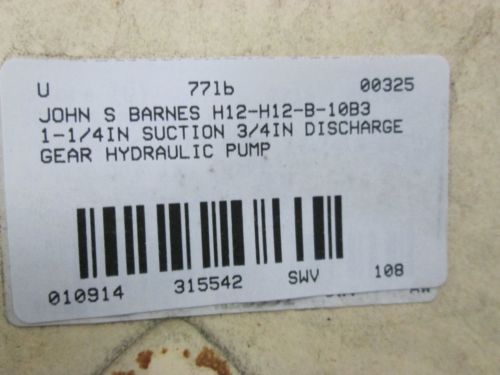 U 77lb 00325
JOHN S BARNES H12-H12-B-10B3
1-1/4IN SUCTION 3/4IN DISCHARGE
GEAR HYDRAULIC PUMP
010914 315542 SWV 108